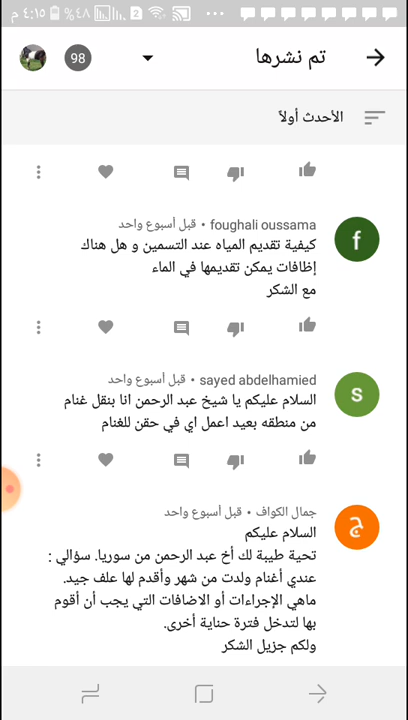 ٤:١٥ م ٤٨% 2
تم نشرها 98
الأحدث أولاً
foughali oussama • قبل أسبوع واحد
f
كيفية تقديم المياه عند التسمين و هل هناك
إظافات يمكن تقديمها في الماء
مع الشكر
sayed abdelhamied • قبل أسبوع واحد
s
السلام عليكم يا شيخ عبد الرحمن انا بنقل غنام
من منطقه بعيد اعمل اي في حقن للغنام
جمال الكواف • قبل أسبوع واحد
ج
السلام عليكم
تحية طيبة لك أخ عبد الرحمن من سوريا. سؤالي :
عندي أغنام ولدت من شهر وأقدم لها علف جيد.
ماهي الإجراءات أو الاضافات التي يجب أن أقوم
بها لتدخل فترة حناية أخرى.
ولكم جزيل الشكر